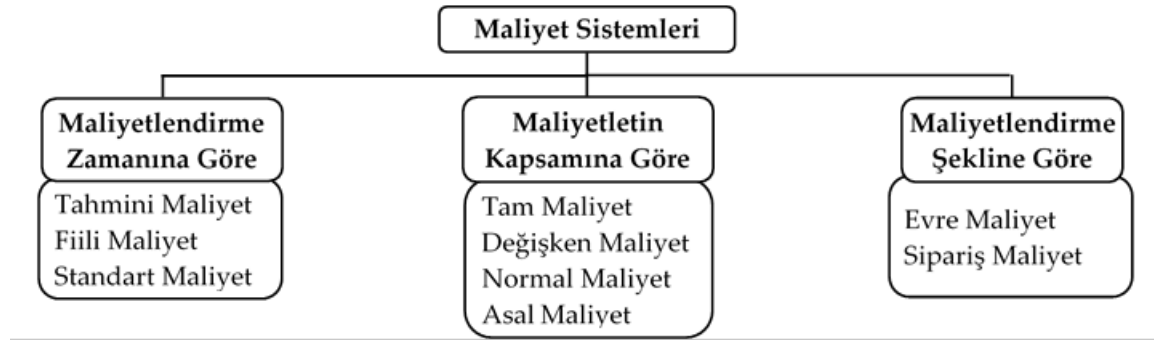 Maliyet Sistemleri
Maliyetlendirme
Zamanına Göre
Tahmini Maliyet
Fiili Maliyet
Standart Maliyet
Maliyetletin
Kapsamına Göre
Tam Maliyet
Değişken Maliyet
Normal Maliyet
Asal Maliyet
Maliyetlendirme
Şekline Göre
Evre Maliyet
Sipariş Maliyet